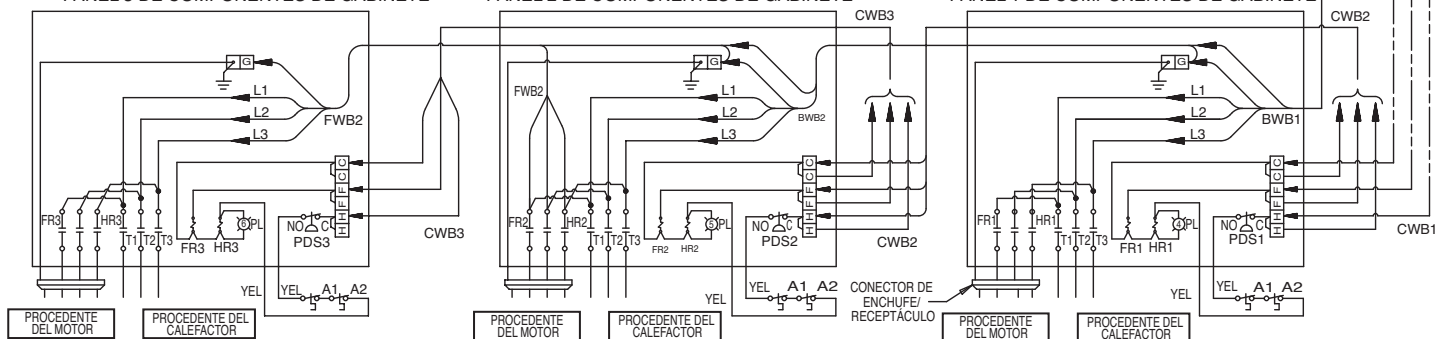 PANEL 3 DE COMPONENTES DE GABINETE
PANEL 2 DE COMPONENTES DE GABINETE
PANEL 1 DE COMPONENTES DE GABINETE
CWB3
CWB2
G
L1
L2
L3
FWB2
C
C
F
F
H
H
FR3
HR3
T1
T2
T3
FR3
HR3
6
PL
NO
C
PDS3
CWB3
YEL
YEL
A1
A2
PROCEDENTE
DEL MOTOR
PROCEDENTE DEL
CALEFACTOR
G
FWB2
L1
L2
L3
BWB2
C
C
F
F
H
H
FR2
HR2
T1
T2
T3
FR2
HR2
5
PL
NO
C
PDS2
CWB2
YEL
YEL
A1
A2
PROCEDENTE
DEL MOTOR
PROCEDENTE DEL
CALEFACTOR
CONECTOR DE
ENCHUFE/
RECEPTÁCULO
G
L1
L2
L3
BWB1
C
C
F
F
H
H
FR1
HR1
T1
T2
T3
FR1
HR1
4
PL
NO
C
PDS1
CWB1
YEL
YEL
A1
A2
PROCEDENTE
DEL MOTOR
PROCEDENTE DEL
CALEFACTOR